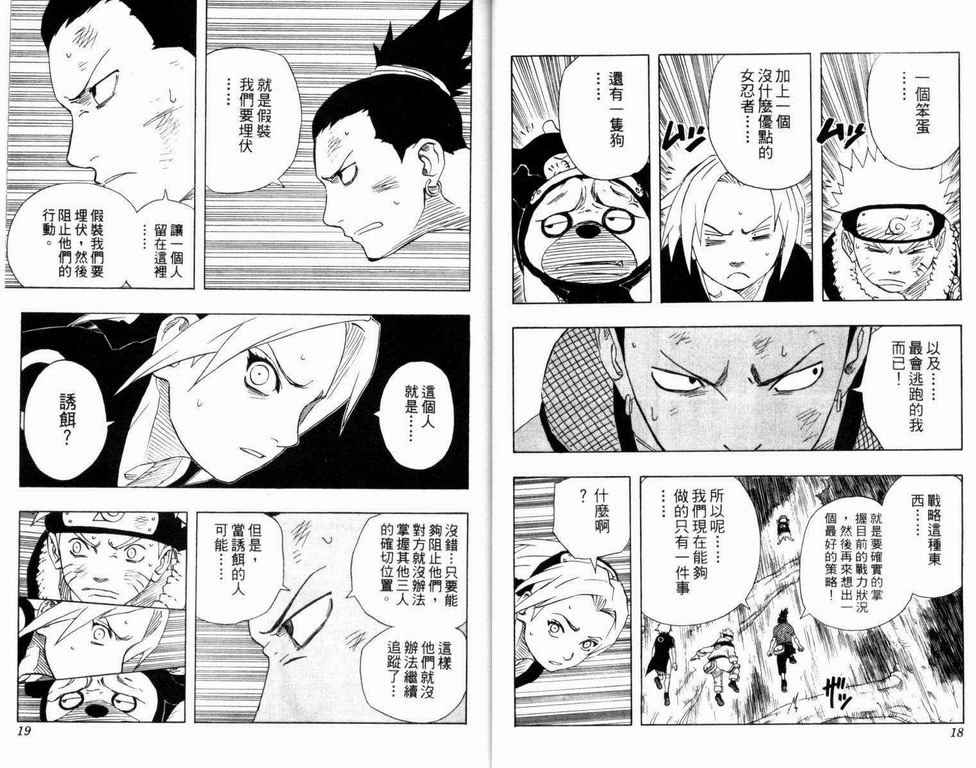 一個笨蛋
……
ムッ
加上一個
沒什麼優點的
女忍者……
ムッ
還有一隻狗
……
以及……
最會逃跑的我
而已！
戰略這種東
西……
就是要確實的掌
握目前的戰力狀況
，然後再來想出一
個最好的策略！
所以呢……
我們現在能夠
做的只有一件事
……
ザッ
什麼啊
？
18
就是假裝
我們要埋伏
……
讓一個人
留在這裡
……
假裝我們要
埋伏，然後
阻止他們的
行動。
這個人
就是……
誘餌？
沒錯…只要能
夠阻止他們，
對方就沒辦法
掌握其他三人
的確切位置。
這樣
他們就沒
辦法繼續
追蹤了…
但是，
當誘餌的人
可能……
19